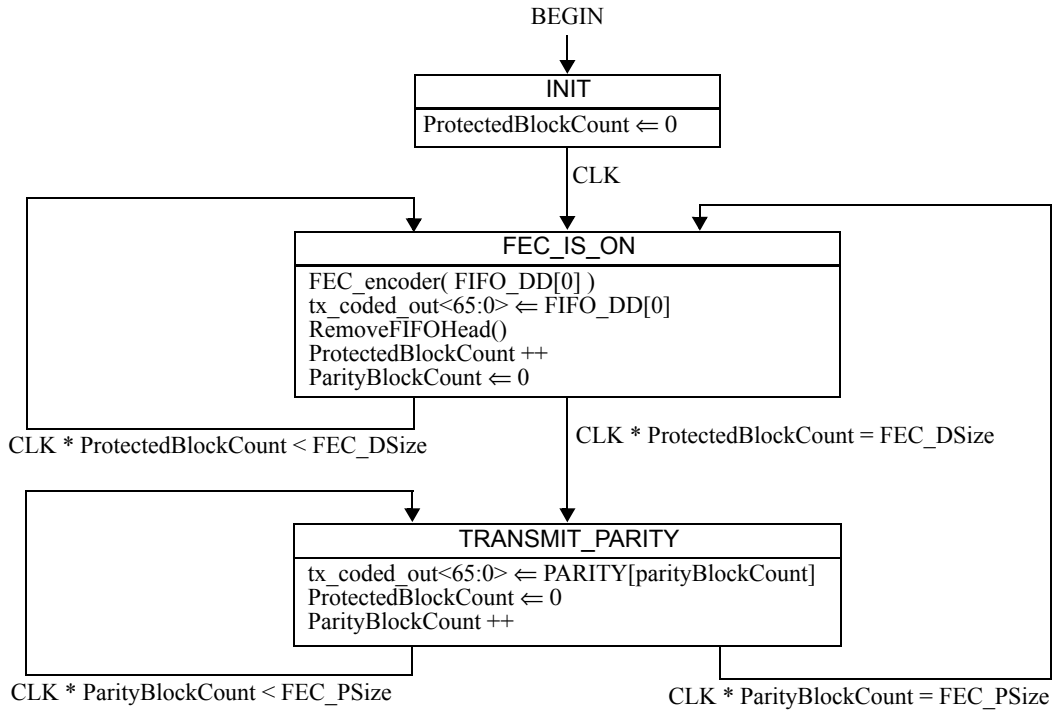 BEGIN
INIT
ProtectedBlockCount ⇐ 0
CLK
FEC_IS_ON
FEC_encoder( FIFO_DD[0] )
tx_coded_out<65:0> ⇐ FIFO_DD[0]
RemoveFIFOHead()
ProtectedBlockCount ++
ParityBlockCount ⇐ 0
CLK * ProtectedBlockCount < FEC_DSize
CLK * ProtectedBlockCount = FEC_DSize
TRANSMIT_PARITY
tx_coded_out<65:0> ⇐ PARITY[parityBlockCount]
ProtectedBlockCount ⇐ 0
ParityBlockCount ++
CLK * ParityBlockCount < FEC_PSize
CLK * ParityBlockCount = FEC_PSize